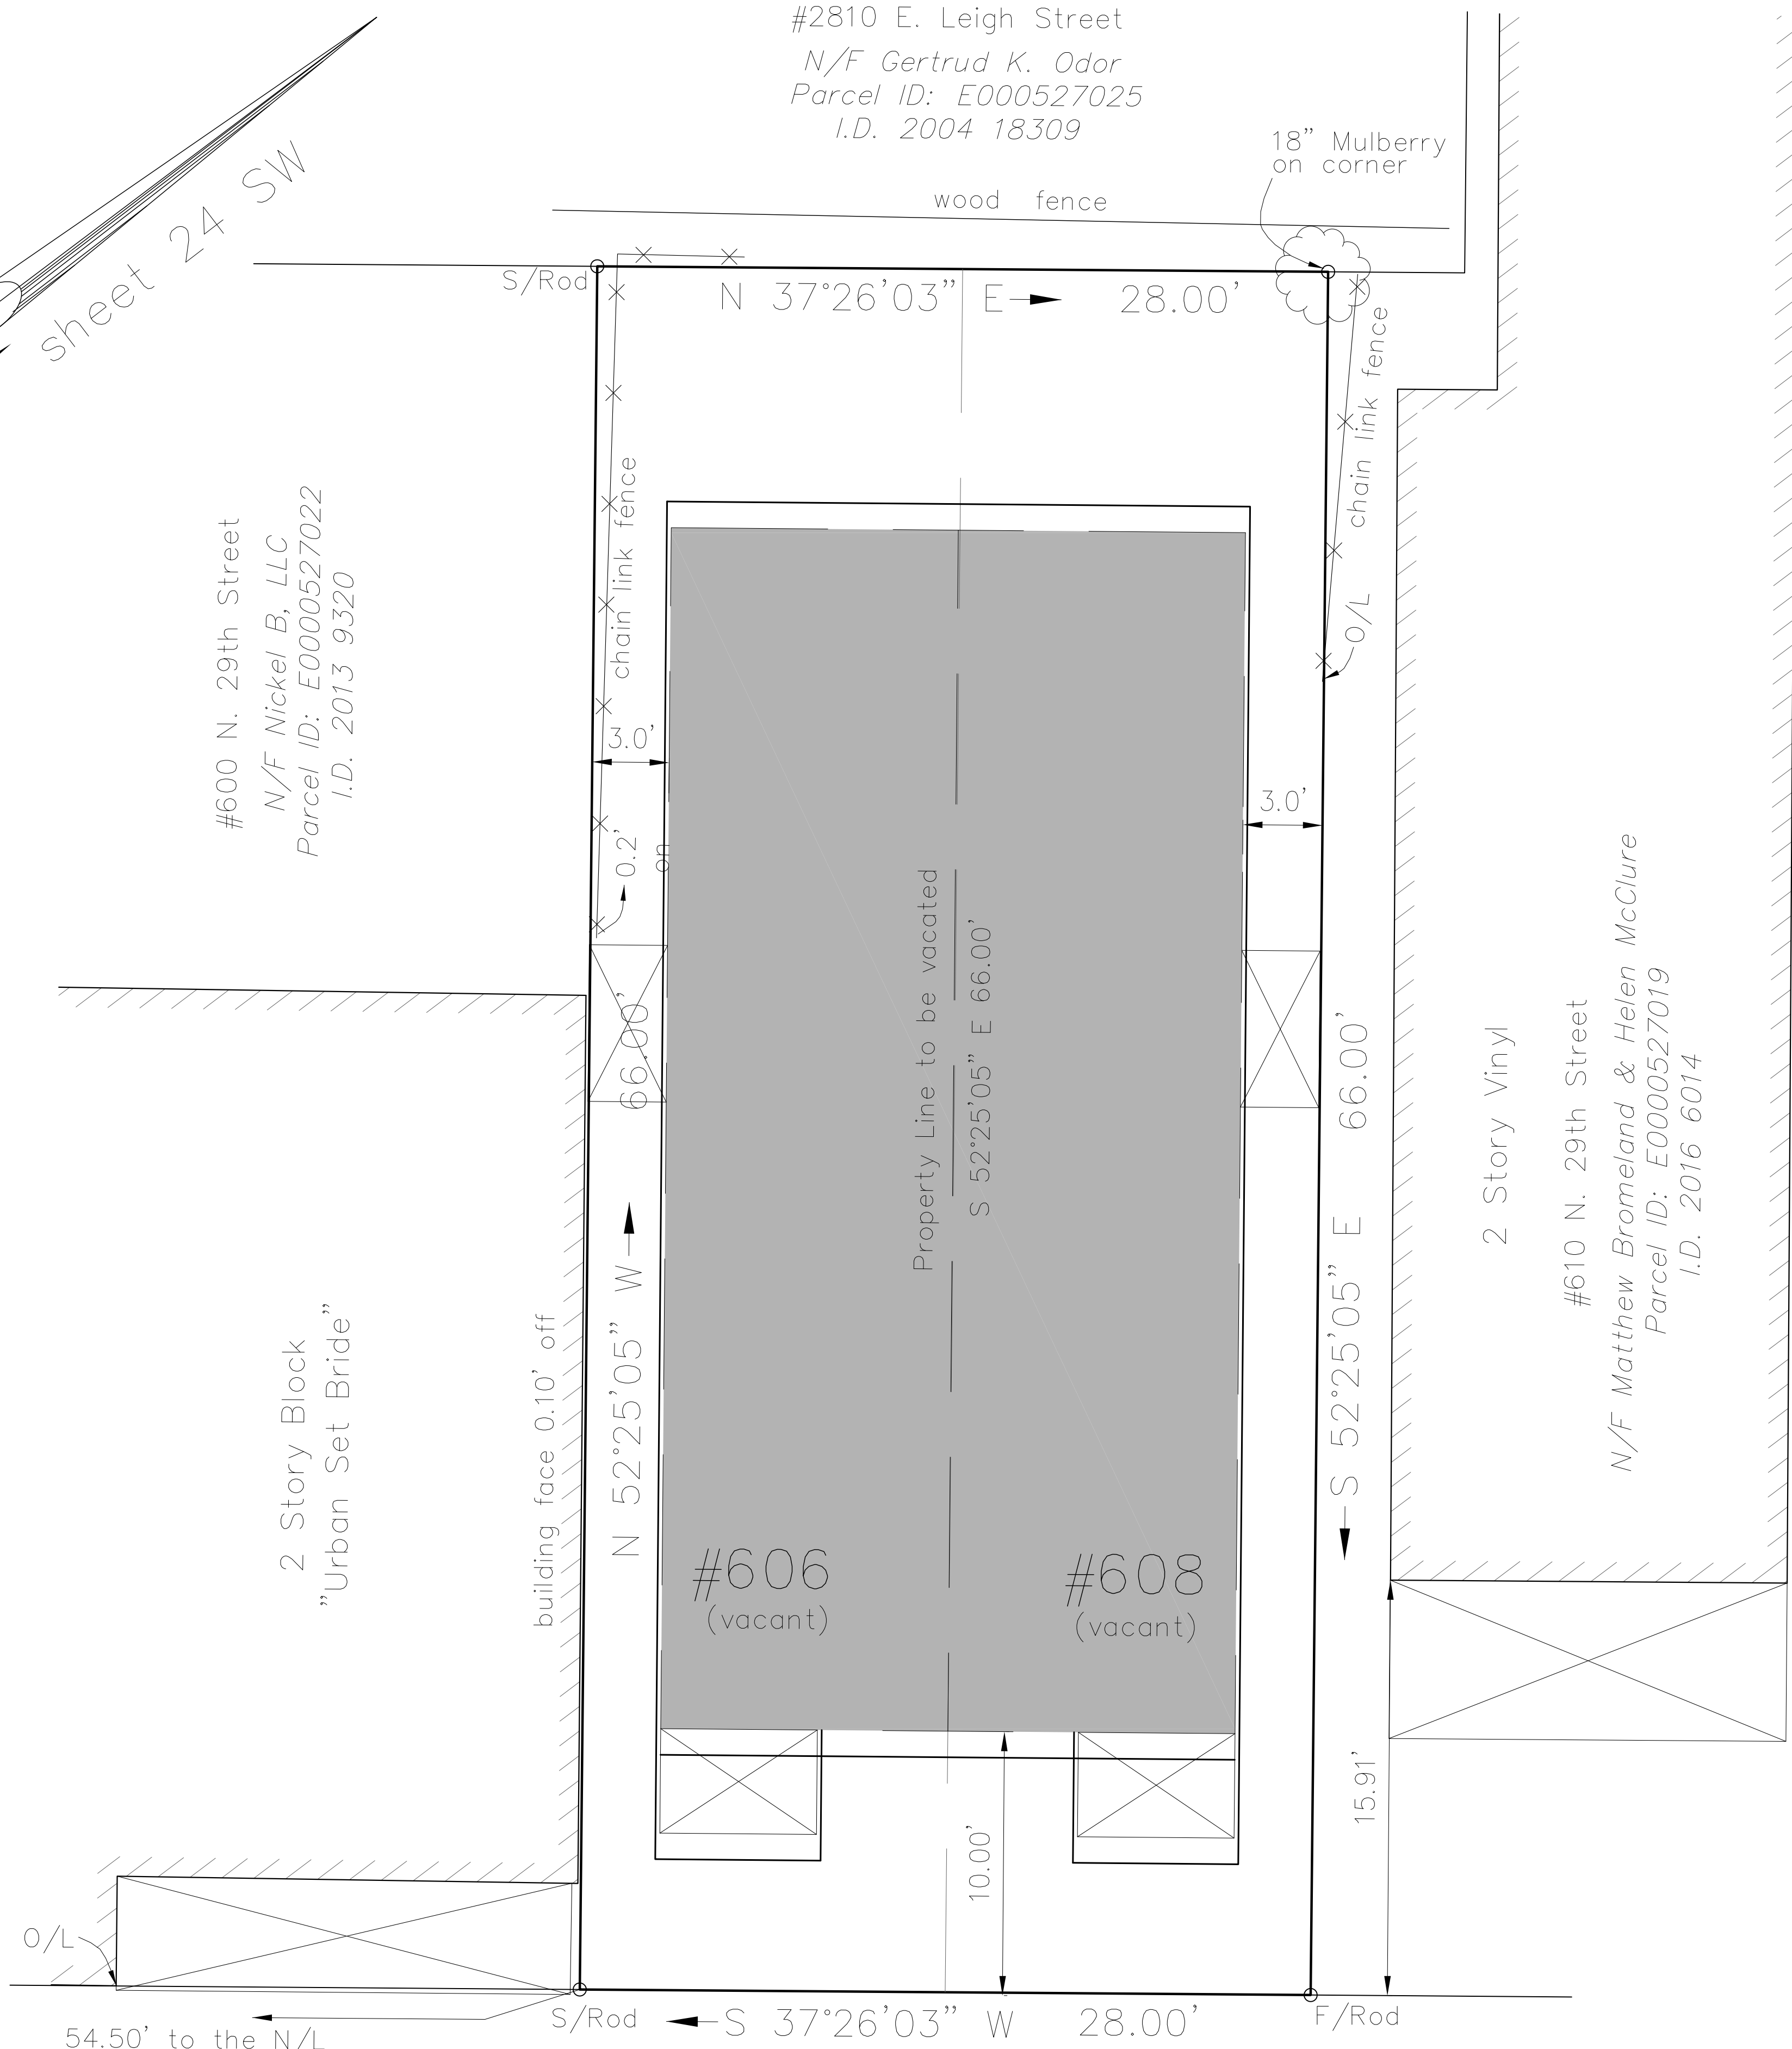 #2810 E. Leigh Street
N/F Gertrud K. Odor
Parcel ID: E000527025
I.D. 2004 18309
18" Mulberry
on corner
sheet 24 SW
wood fence
S/Rod
N 37°26'03" E
28.00'
chain link fence
chain link fence
#600 N. 29th Street
N/F Nickel B, LLC
Parcel ID: E0000527022
I.D. 2013 9320
O/L
3.0'
3.0'
0.2'
on
Property Line to be vacated
S 52°25'05" E 66.00'
N 52°25'05" W
66.00'
S 52°25'05" E 66.00'
2 Story Vinyl
#610 N. 29th Street
N/F Matthew Bromeland & Helen McClure
Parcel ID: E0000527019
I.D. 2016 6014
2 Story Block
"Urban Set Bride"
building face 0.10' off
#606
(vacant)
#608
(vacant)
10.00'
15.91'
O/L
S/Rod
S 37°26'03" W
28.00'
F/Rod
54.50' to the N/L